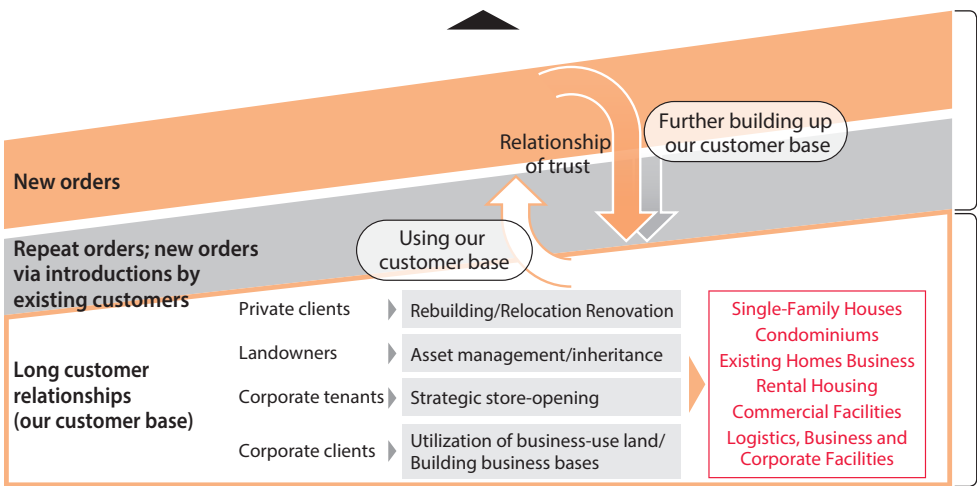 Further building up
our customer base
Relationship
of trust
New orders
Using our
customer base
Repeat orders; new orders
via introductions by
existing customers
Long customer
relationships
(our customer base)
Private clients
Rebuilding/Relocation Renovation
Landowners
Asset management/inheritance
Corporate tenants
Strategic store-opening
Corporate clients
Utilization of business-use land/
Building business bases
Single-Family Houses
Condominiums
Existing Homes Business
Rental Housing
Commercial Facilities
Logistics, Business and
Corporate Facilities